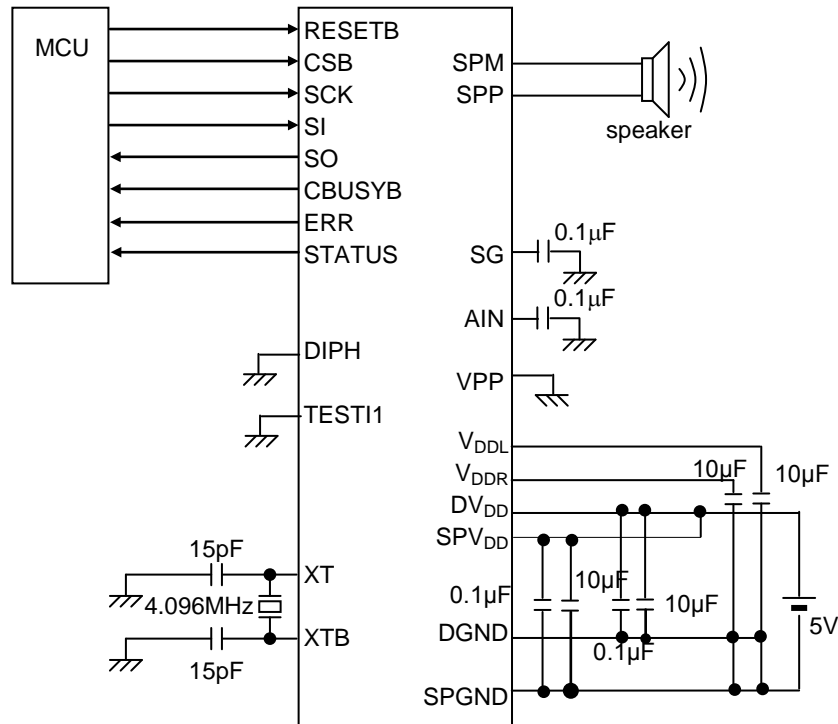 MCU
RESETB
CSB
SCK
SI
SO
CBUSYB
ERR
STATUS
DIPH
TESTI1
15pF
XT
4.096MHz
XTB
15pF
SPM
SPP
speaker
SG
0.1μF
AIN
0.1μF
VPP
VDDL
VDDR
DVDD
SPVDD
10µF
10µF
0.1µF
10µF
10µF
0.1µF
DGND
SPGND
5V